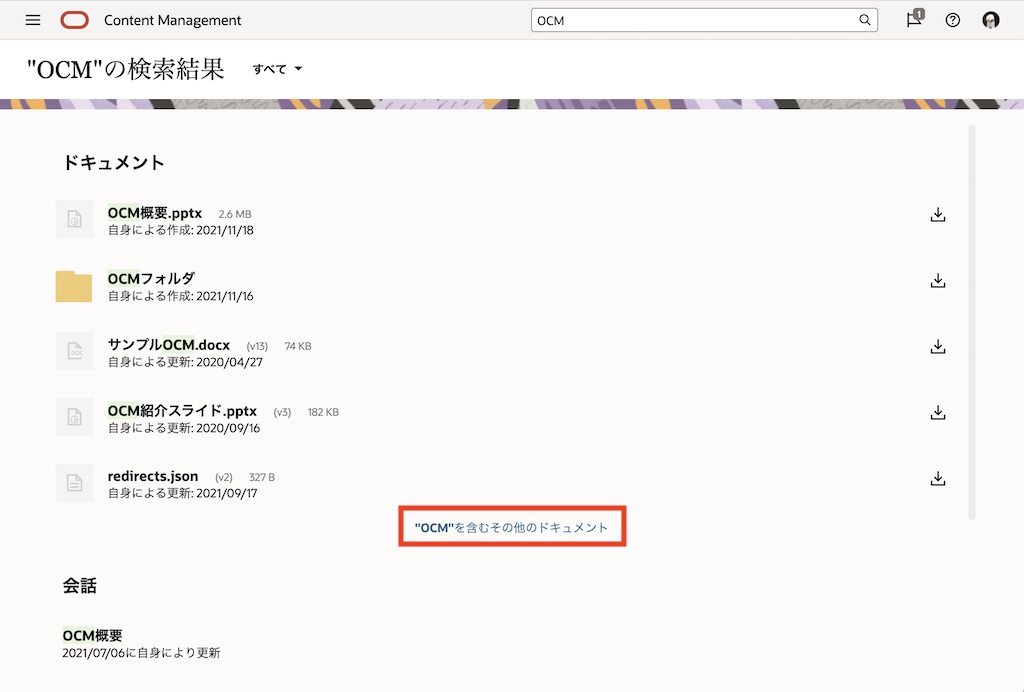 Content Management
OCM
1
"OCM"の検索結果
すべて
ドキュメント
OCM概要.pptx 2.6 MB
自身による作成: 2021/11/18
OCMフォルダ
自身による作成: 2021/11/16
サンプルOCM.docx (v13) 74 KB
自身による更新: 2020/04/27
OCM紹介スライド.pptx (v3) 182 KB
自身による更新: 2020/09/16
redirects.json (v2) 327 B
自身による更新: 2021/09/17
"OCM"を含むその他のドキュメント
会話
OCM概要
2021/07/06に自身により更新